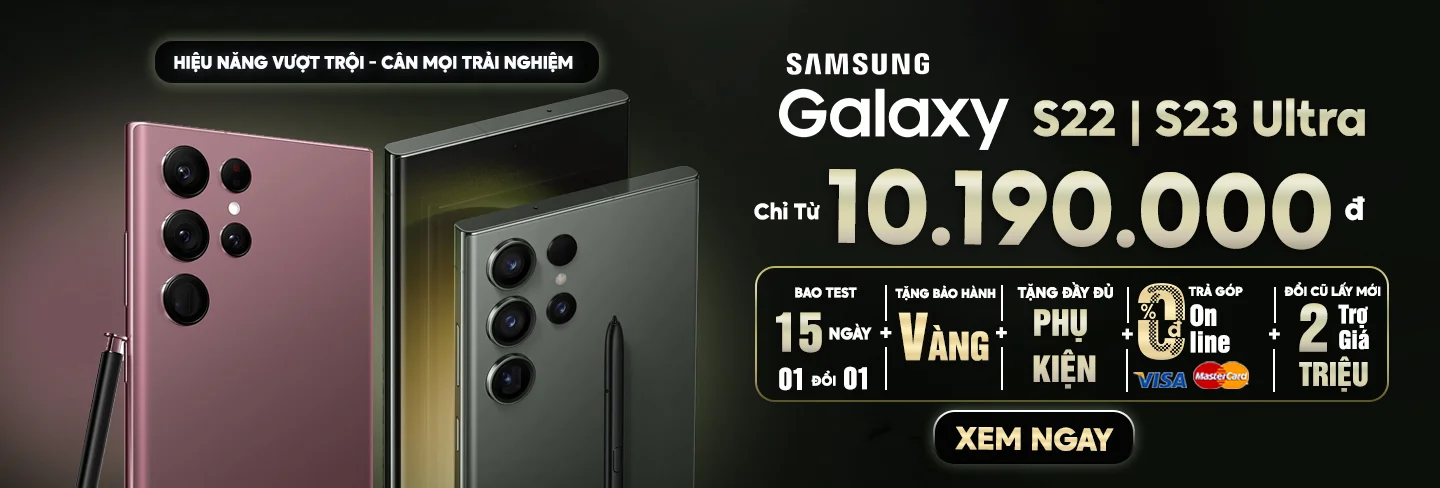 HIỆU NĂNG VƯỢT TRỘI - CÂN MỌI TRẢI NGHIỆM
SAMSUNG
Galaxy S22 | S23 Ultra
Chỉ Từ 10.190.000 đ
BAO TEST
15 NGÀY
01 ĐỔI 01
+
TẶNG BẢO HÀNH
VÀNG
+
TẶNG ĐẦY ĐỦ
PHỤ
KIỆN
+
TRẢ GÓP
0% 0đ
On
line
VISA MasterCard
+
ĐỔI CŨ LẤY MỚI
2 Trợ
Giá
TRIỆU
XEM NGAY